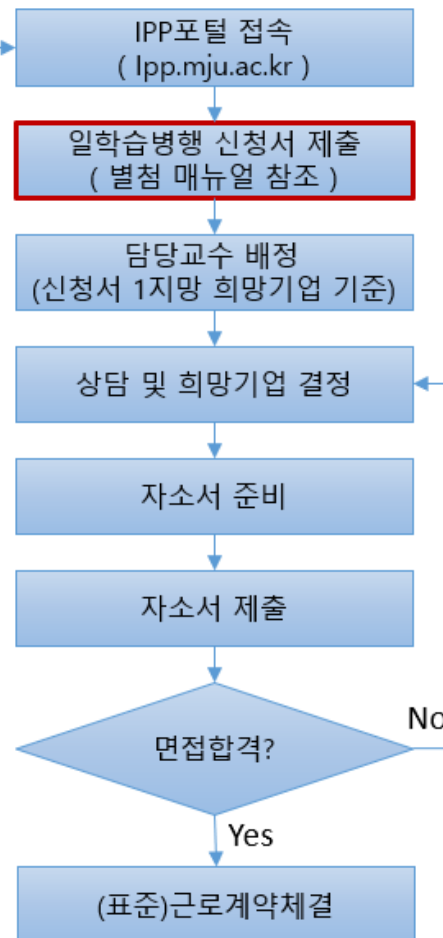 IPP포털 접속
( Ipp.mju.ac.kr )
일학습병행 신청서 제출
( 별첨 매뉴얼 참조 )
담당교수 배정
(신청서 1지망 희망기업 기준)
상담 및 희망기업 결정
자소서 준비
자소서 제출
면접합격?
No
Yes
(표준)근로계약체결